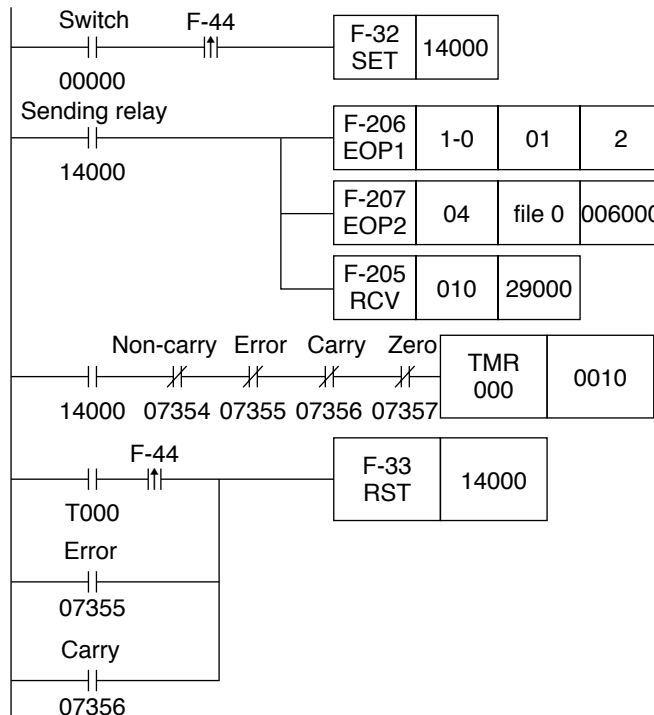 Switch F-44
F-32 SET 14000
00000
Sending relay
F-206 EOP1 1-0 01 2
14000
F-207 EOP2 04 file 0 006000
F-205 RCV 010 29000
Non-carry Error Carry Zero
TMR 000 0010
14000 07354 07355 07356 07357
F-44
F-33 RST 14000
T000
Error
07355
Carry
07356